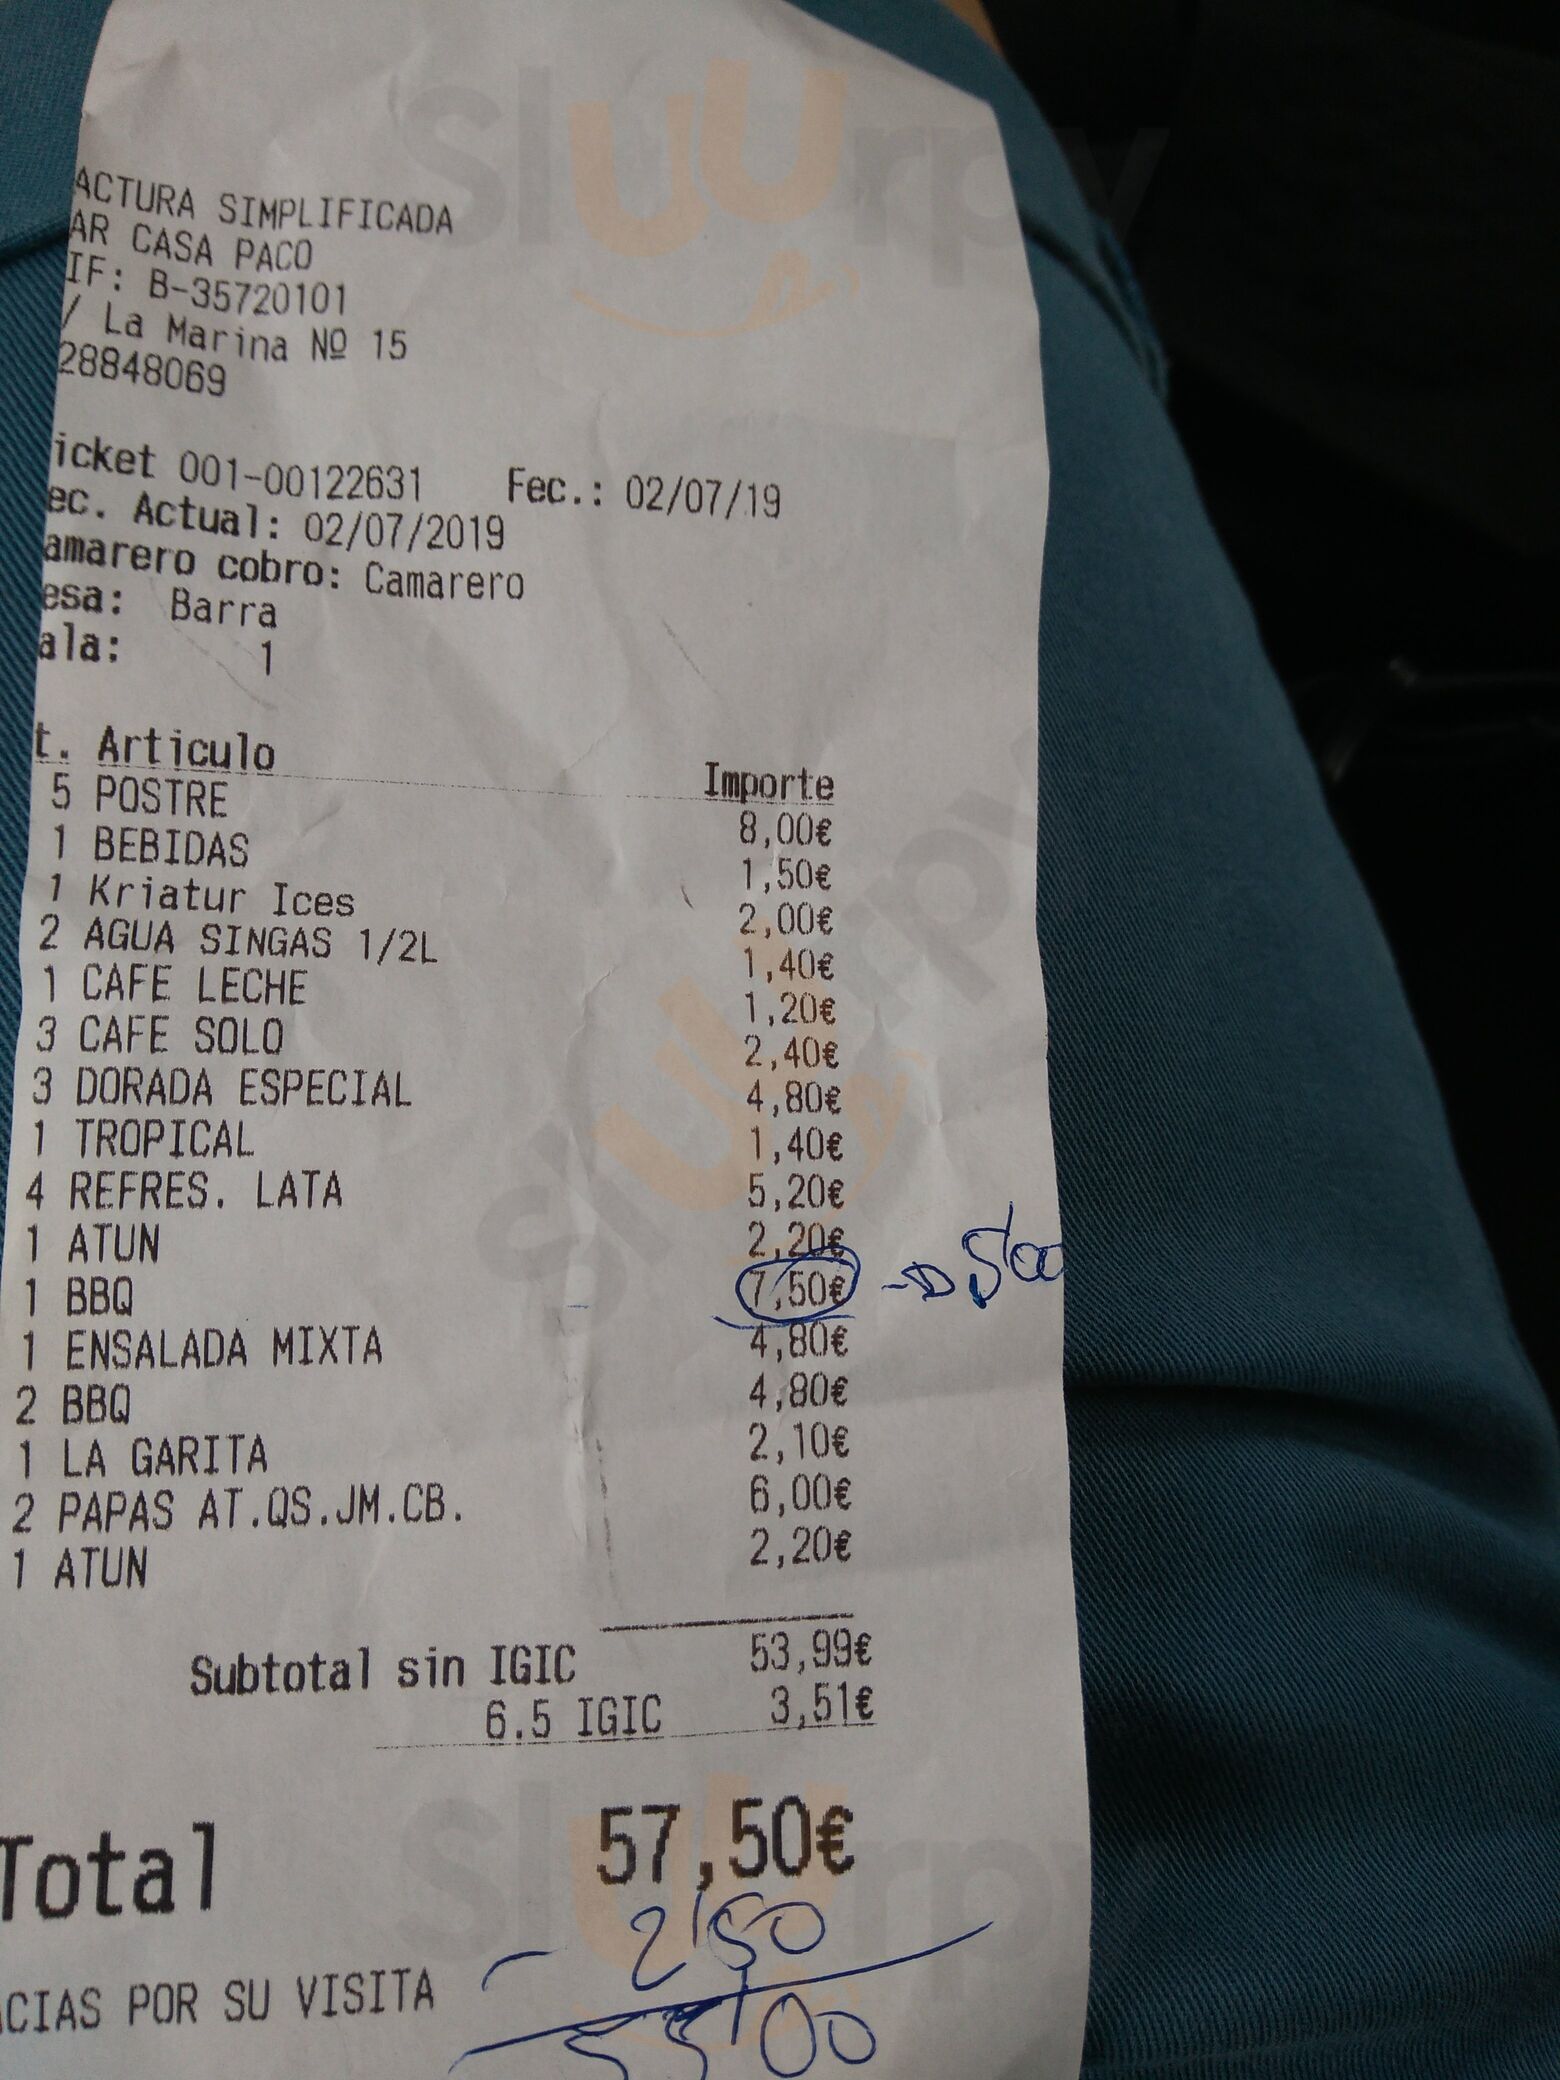 ACTURA SIMPLIFICADA
AR CASA PACO
IF: B-35720101
/ La Marina Nº 15
28848069
icket 001-00122631 Fec.: 02/07/19
ec. Actual: 02/07/2019
amarero cobro: Camarero
esa: Barra
ala: 1
t. Articulo Importe
5 POSTRE 8,00€
1 BEBIDAS 1,50€
1 Kriatur Ices 2,00€
2 AGUA SINGAS 1/2L 1,40€
1 CAFE LECHE 1,20€
3 CAFE SOLO 2,40€
3 DORADA ESPECIAL 4,80€
1 TROPICAL 1,40€
4 REFRES. LATA 5,20€
1 ATUN 2,20€
1 BBQ 7,50€ 5'00
1 ENSALADA MIXTA 4,80€
2 BBQ 4,80€
1 LA GARITA 2,10€
2 PAPAS AT.QS.JM.CB. 6,00€
1 ATUN 2,20€
Subtotal sin IGIC 53,99€
6.5 IGIC 3,51€
Total 57,50€
- 2'50
ACIAS POR SU VISITA
55'00
Sluurpy
Sluurpy
Sluurpy